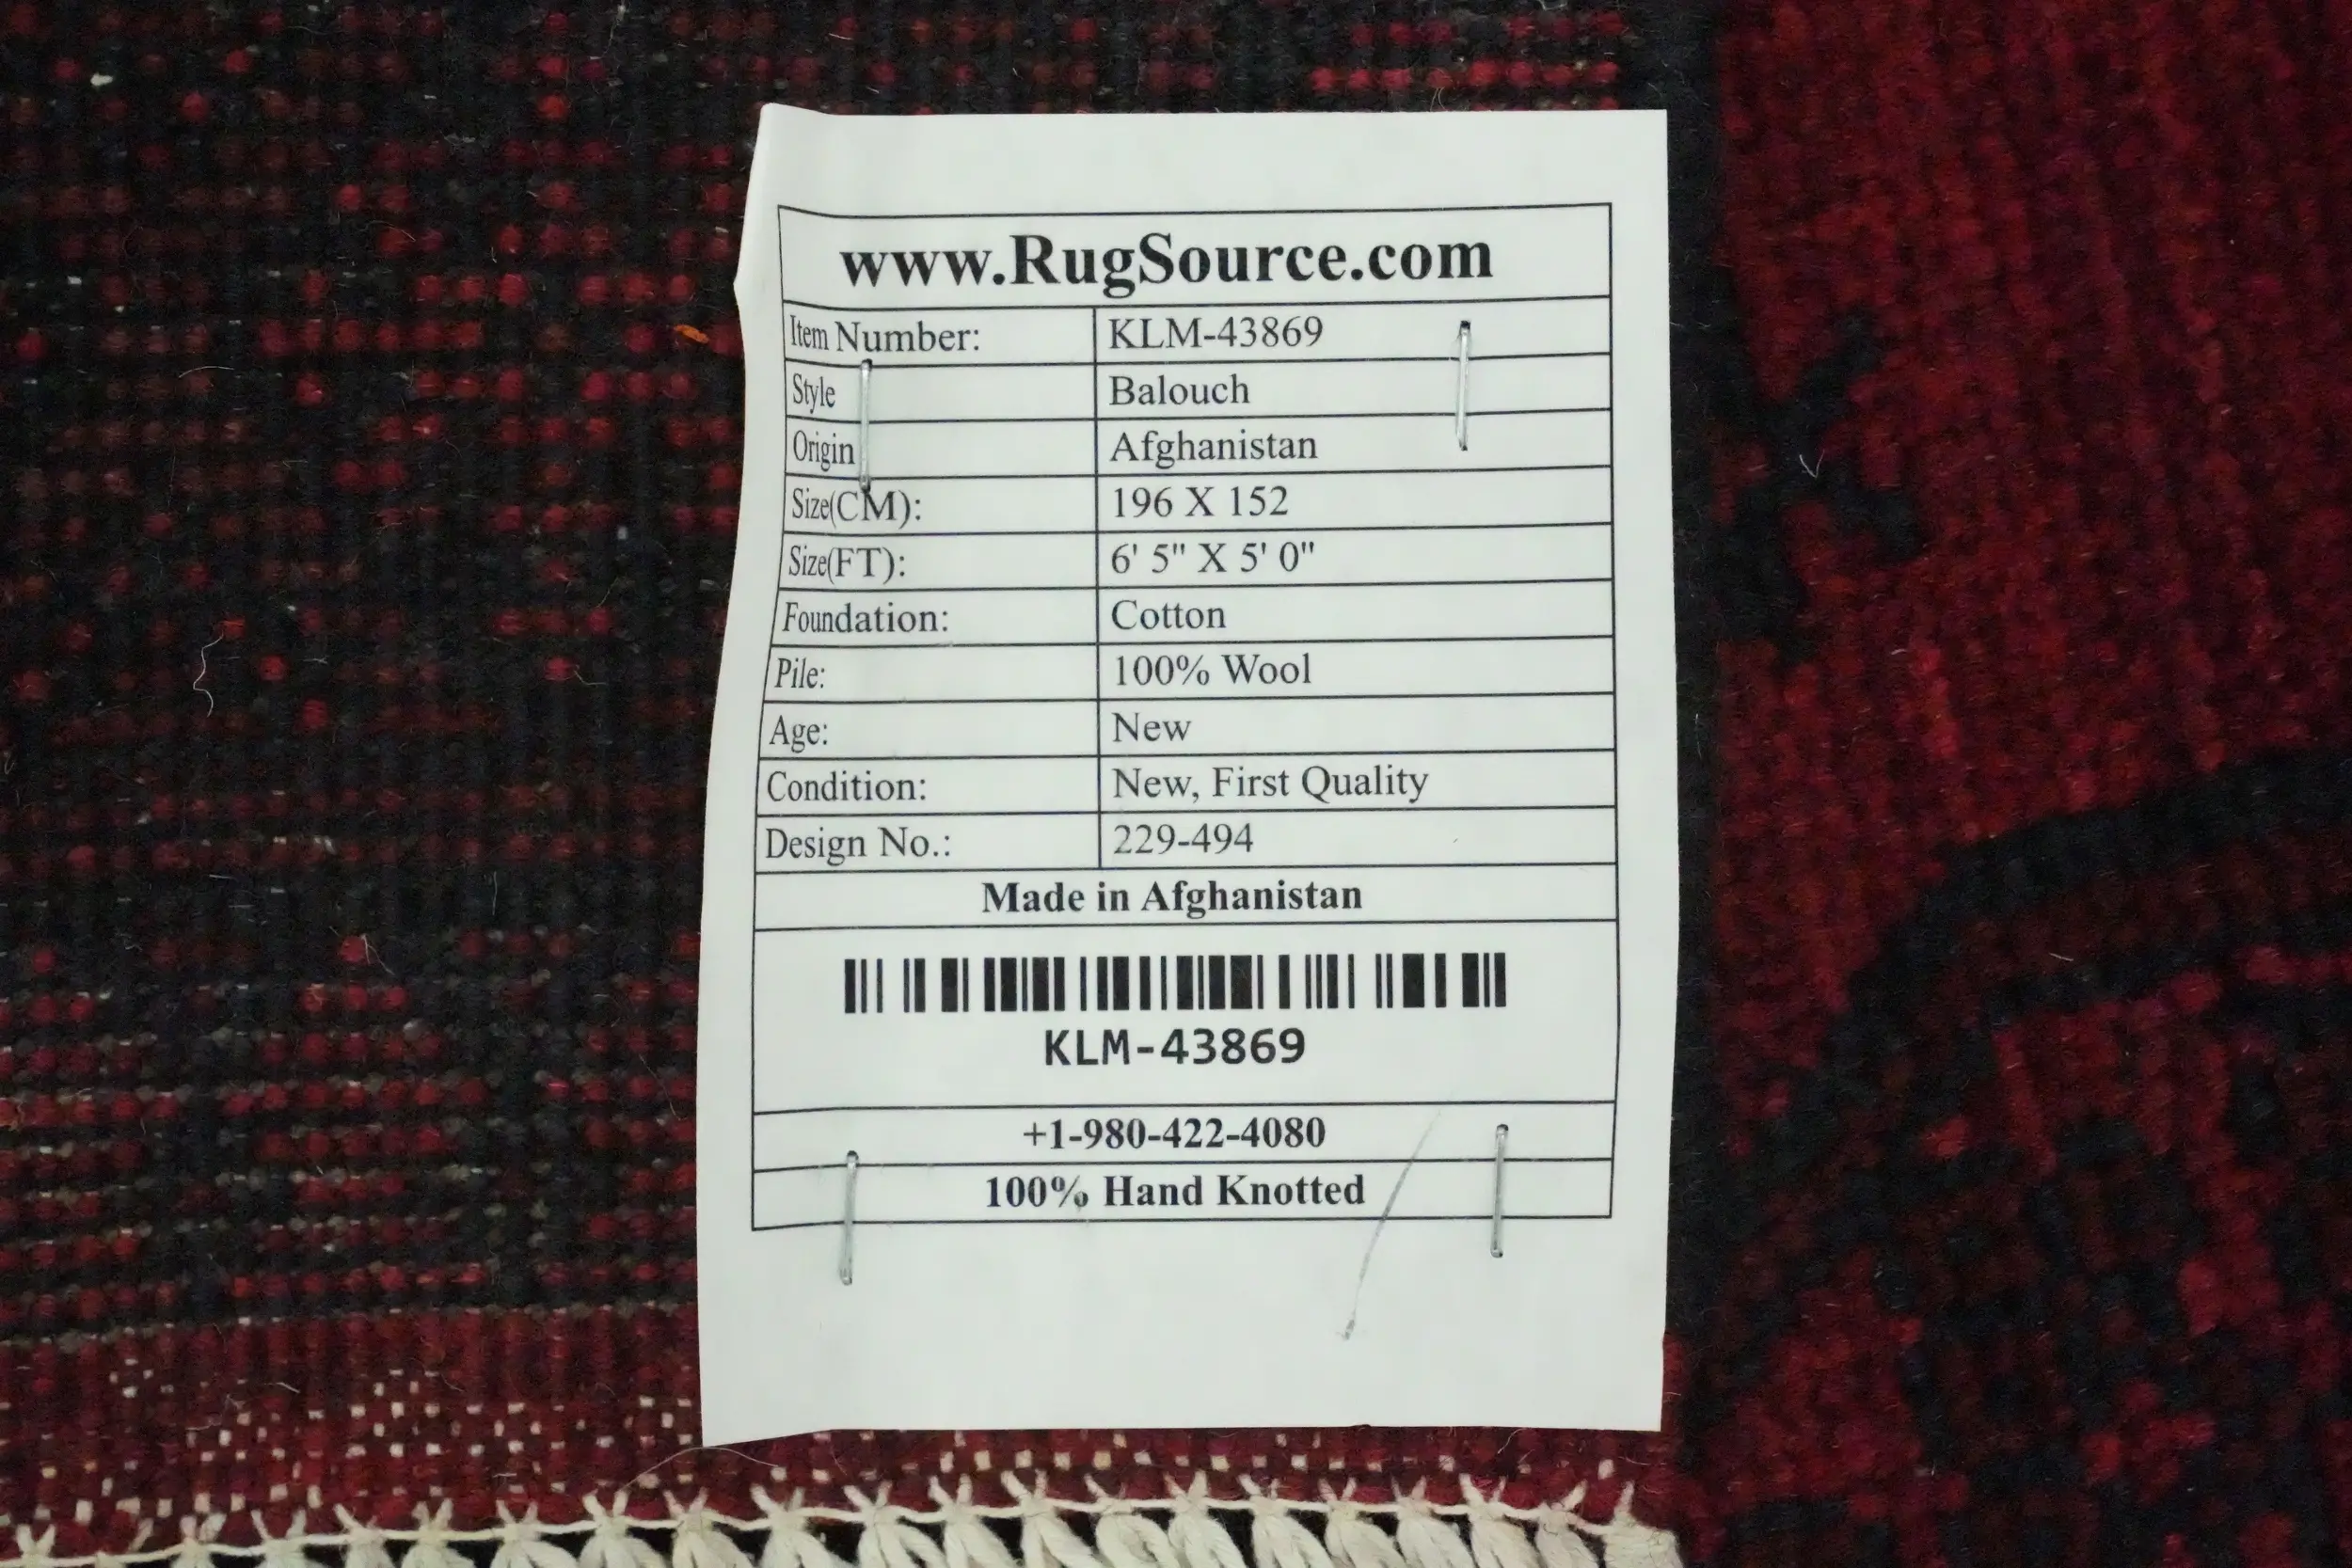 www.RugSource.com
Item Number: KLM-43869
Style Balouch
Origin Afghanistan
Size(CM): 196 X 152
Size(FT): 6' 5" X 5' 0"
Foundation: Cotton
Pile: 100% Wool
Age: New
Condition: New, First Quality
Design No.: 229-494
Made in Afghanistan
KLM-43869
+1-980-422-4080
100% Hand Knotted